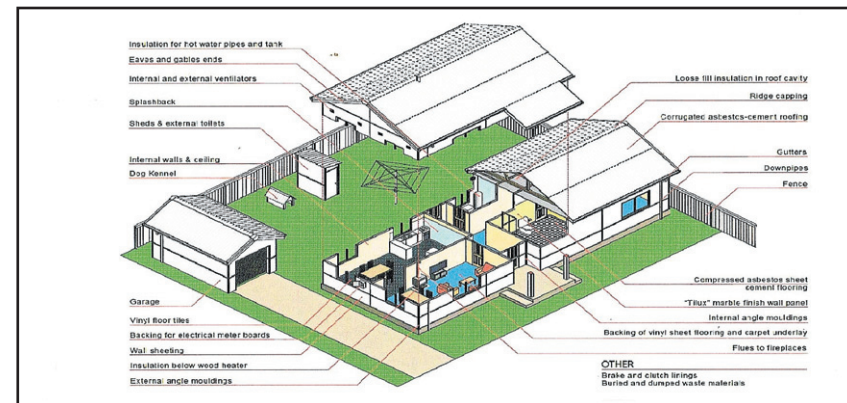 Insulation for hot water pipes and tank
Eaves and gables ends
Internal and external ventilators
Splashback
Sheds & external toilets
Internal walls & ceiling
Dog Kennel
Garage
Vinyl floor tiles
Backing for electrical meter boards
Wall sheeting
Insulation below wood heater
External angle mouldings
Loose fill insulation in roof cavity
Ridge capping
Corrugated asbestos-cement roofing
Gutters
Downpipes
Fence
Compressed asbestos sheet
cement flooring
"Tilux" marble finish wall panel
Internal angle mouldings
Backing of vinyl sheet flooring and carpet underlay
Flues to fireplaces
OTHER
Brake and clutch linings
Buried and dumped waste materials